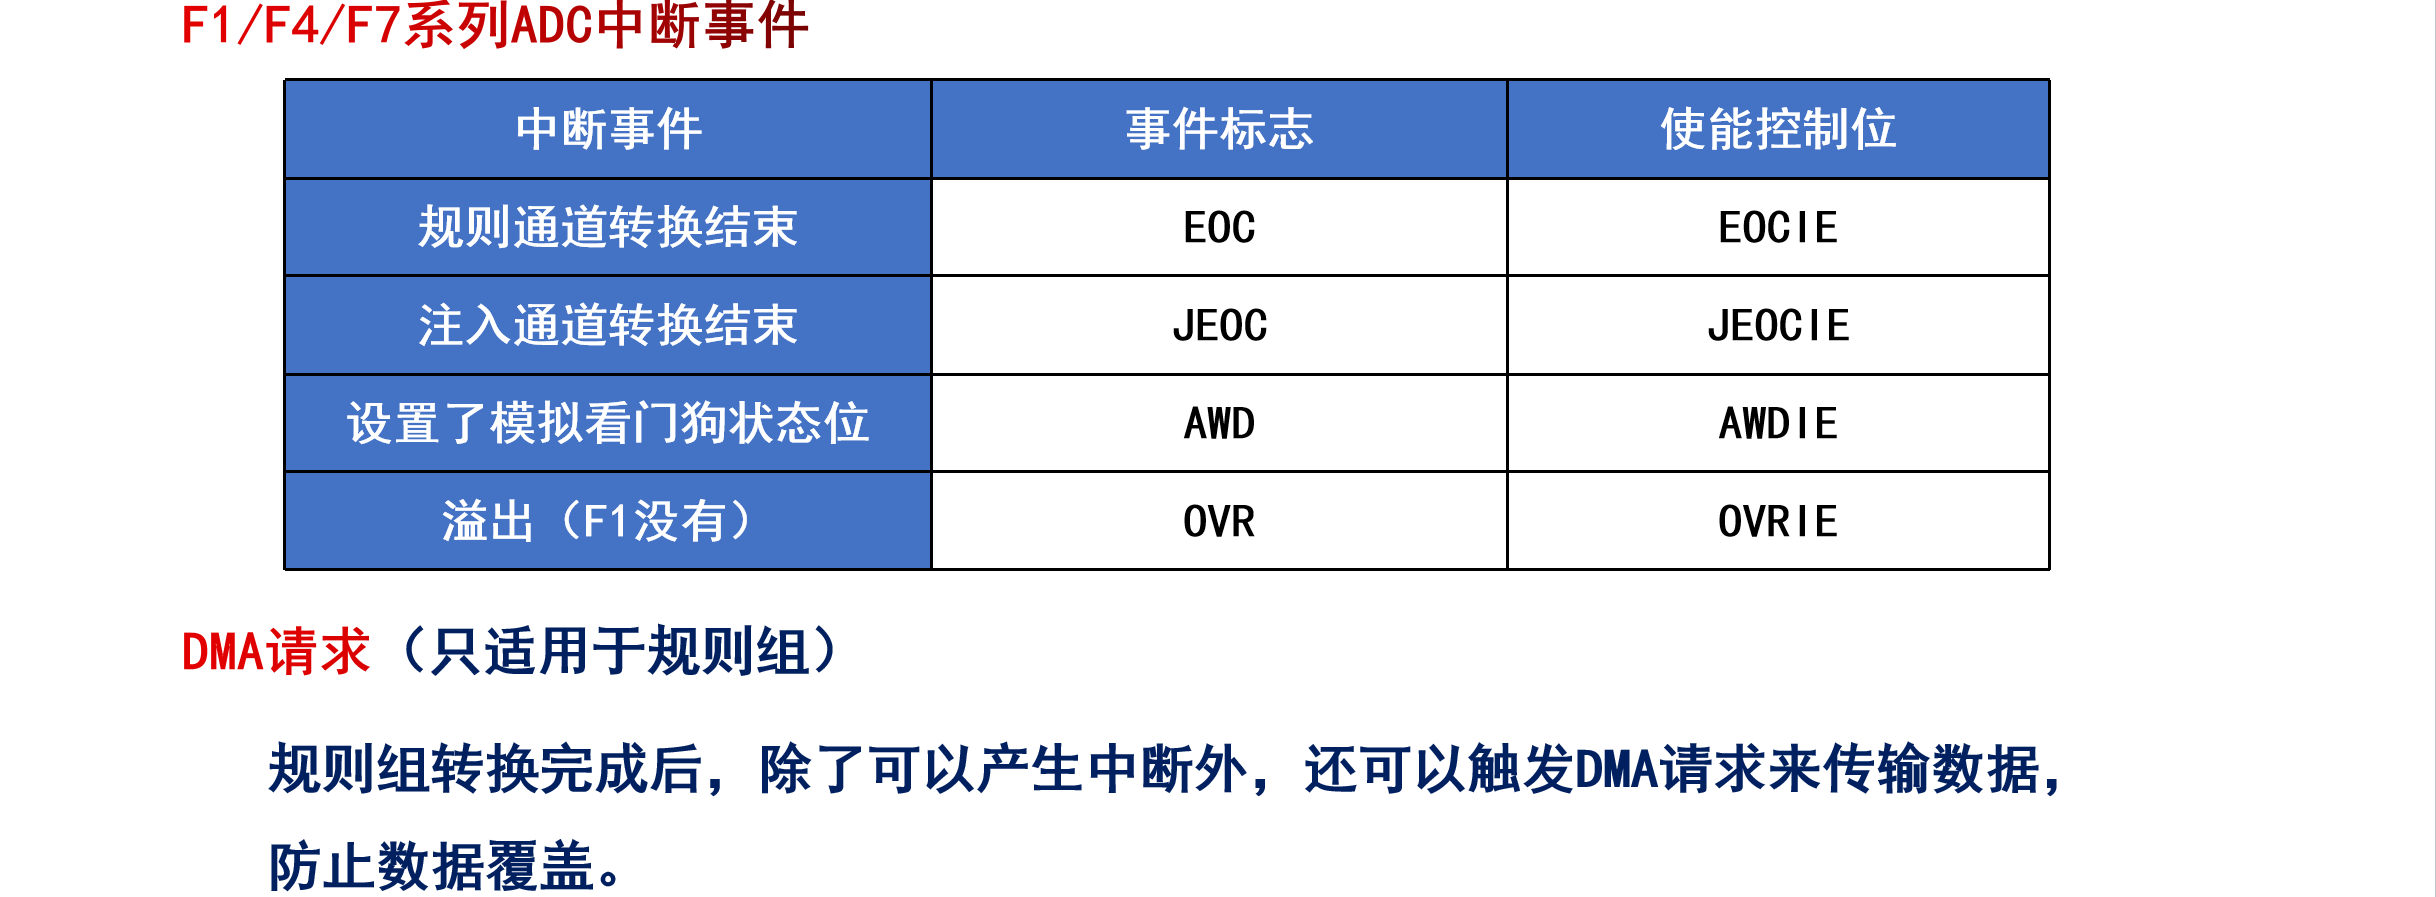 F1/F4/F7系列ADC中断事件
中断事件 事件标志 使能控制位
规则通道转换结束 EOC EOCIE
注入通道转换结束 JEOC JEOCIE
设置了模拟看门狗状态位 AWD AWDIE
溢出（F1没有） OVR OVRIE
DMA请求（只适用于规则组）
规则组转换完成后，除了可以产生中断外，还可以触发DMA请求来传输数据，
防止数据覆盖。